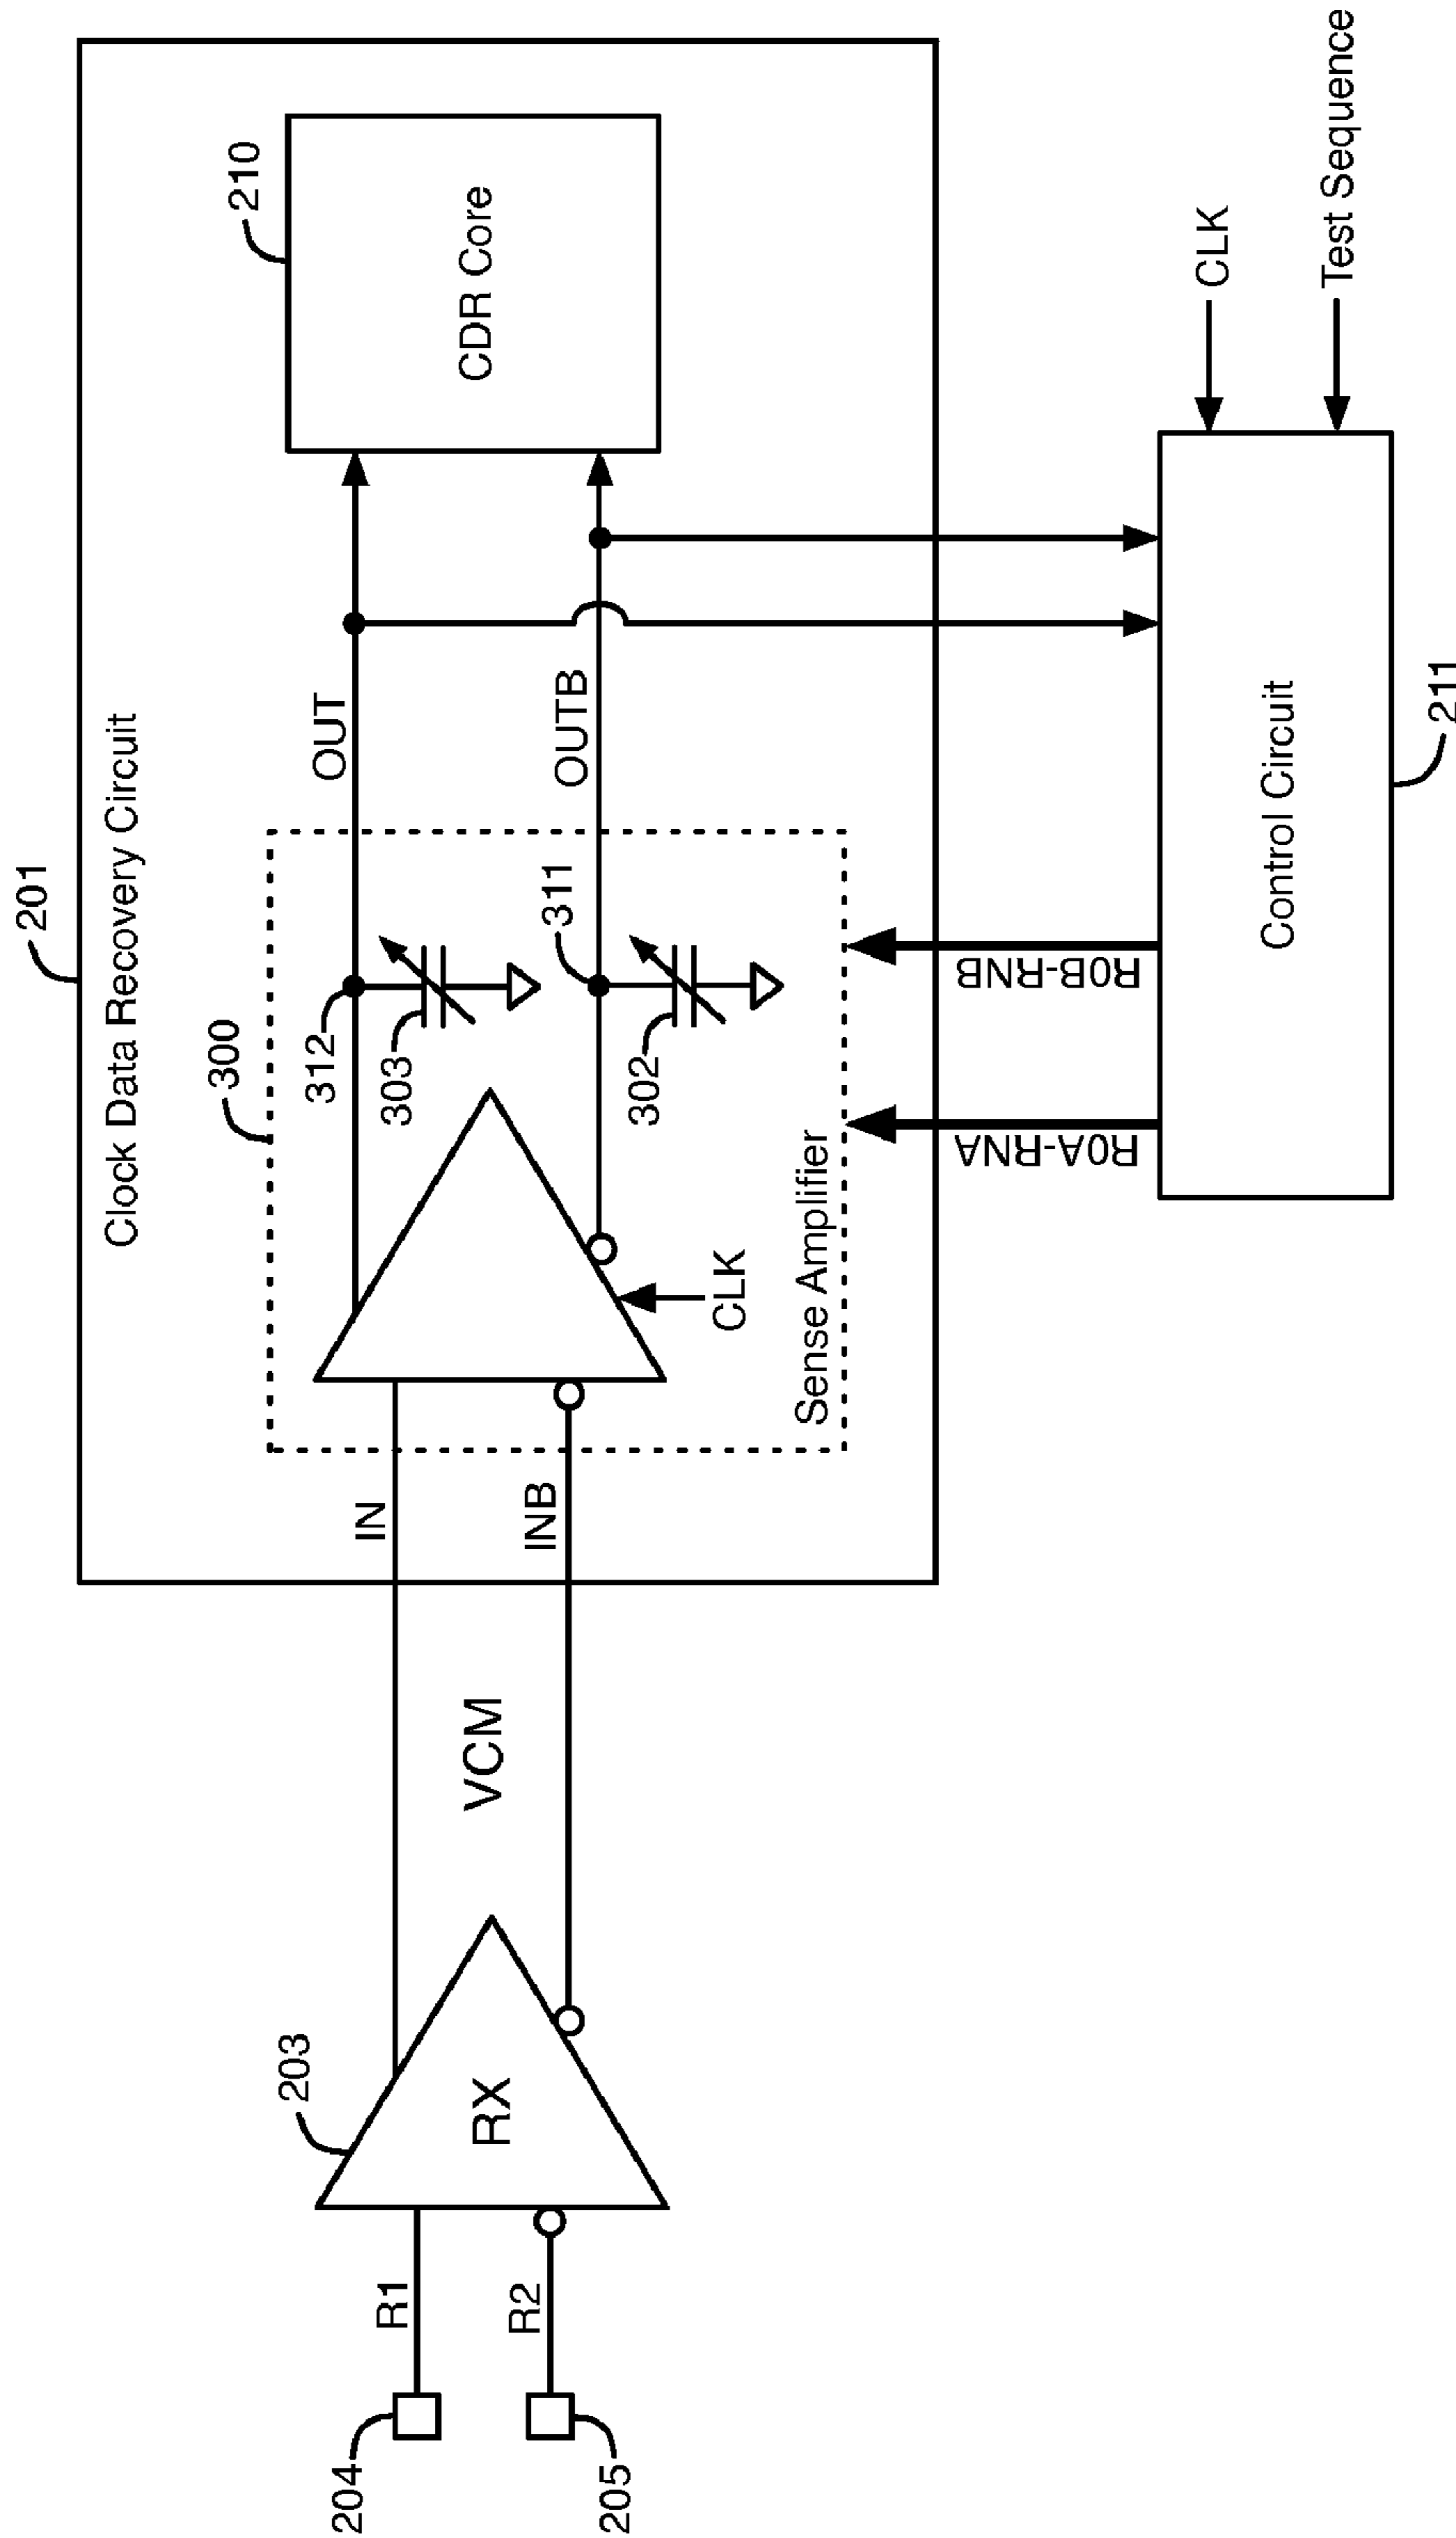 201
Clock Data Recovery Circuit
300
210
CDR Core
OUT
OUTB
312
303
311
302
IN
INB
CLK
Sense Amplifier
VCM
203
RX
R1
R2
204
205
R0A-RNA
R0B-RNB
Control Circuit
211
CLK
Test Sequence